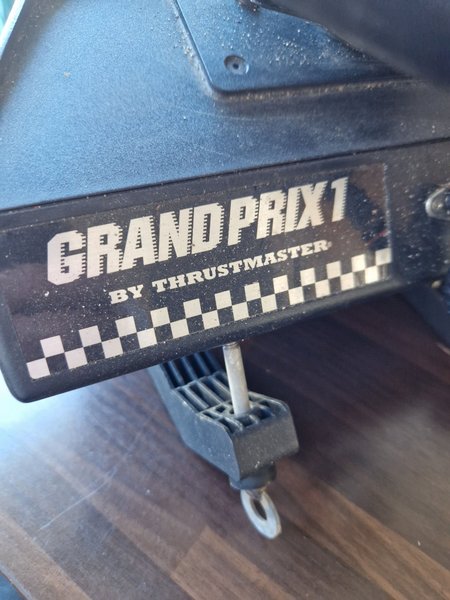 GRAND PRIX 1
BY THRUSTMASTER®